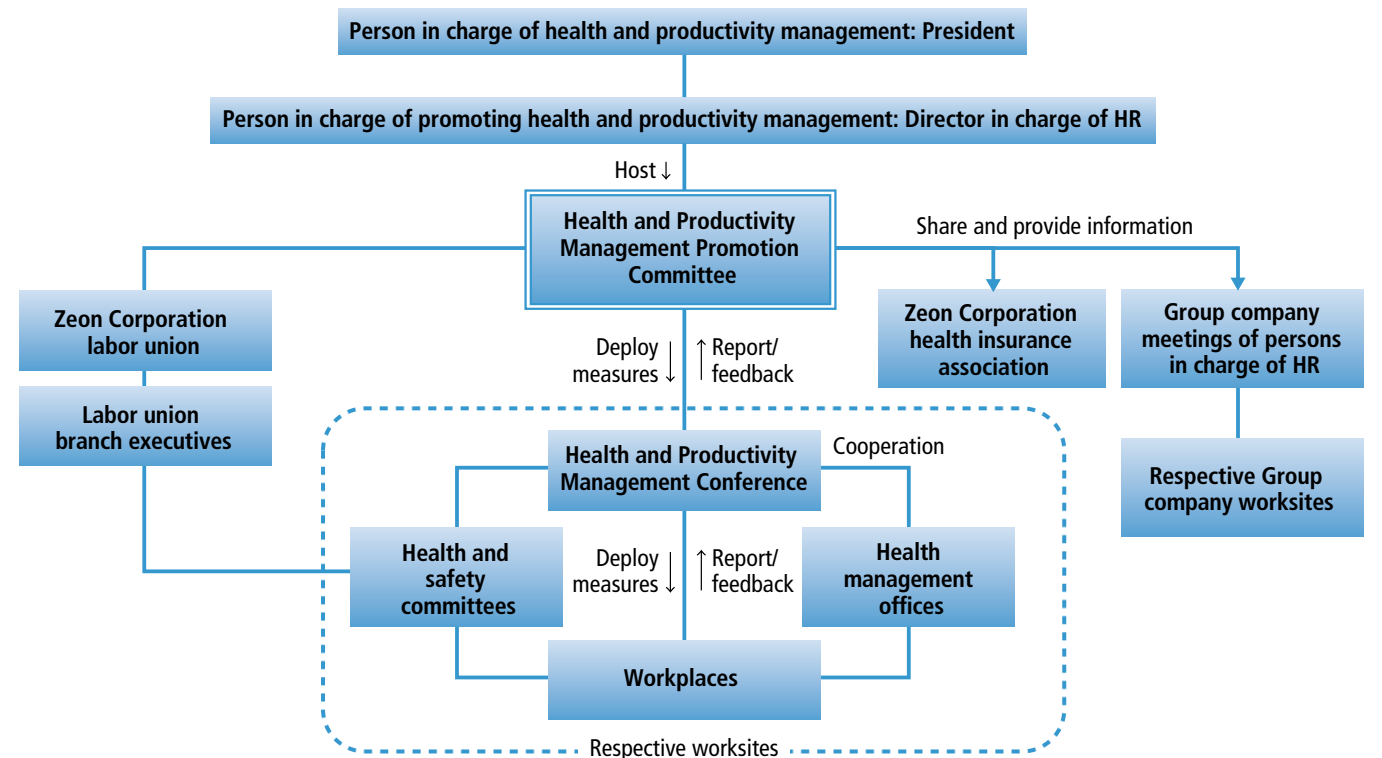 Person in charge of health and productivity management: President
Person in charge of promoting health and productivity management: Director in charge of HR
Host ↓
Health and Productivity
Management Promotion
Committee
Share and provide information
Zeon Corporation
labor union
Zeon Corporation
health insurance
association
Group company
meetings of persons
in charge of HR
Deploy
measures ↓
↑ Report/
feedback
Labor union
branch executives
Health and Productivity
Management Conference
Cooperation
Respective Group
company worksites
Health and
safety
committees
Deploy
measures ↓
↑ Report/
feedback
Health
management
offices
Workplaces
Respective worksites